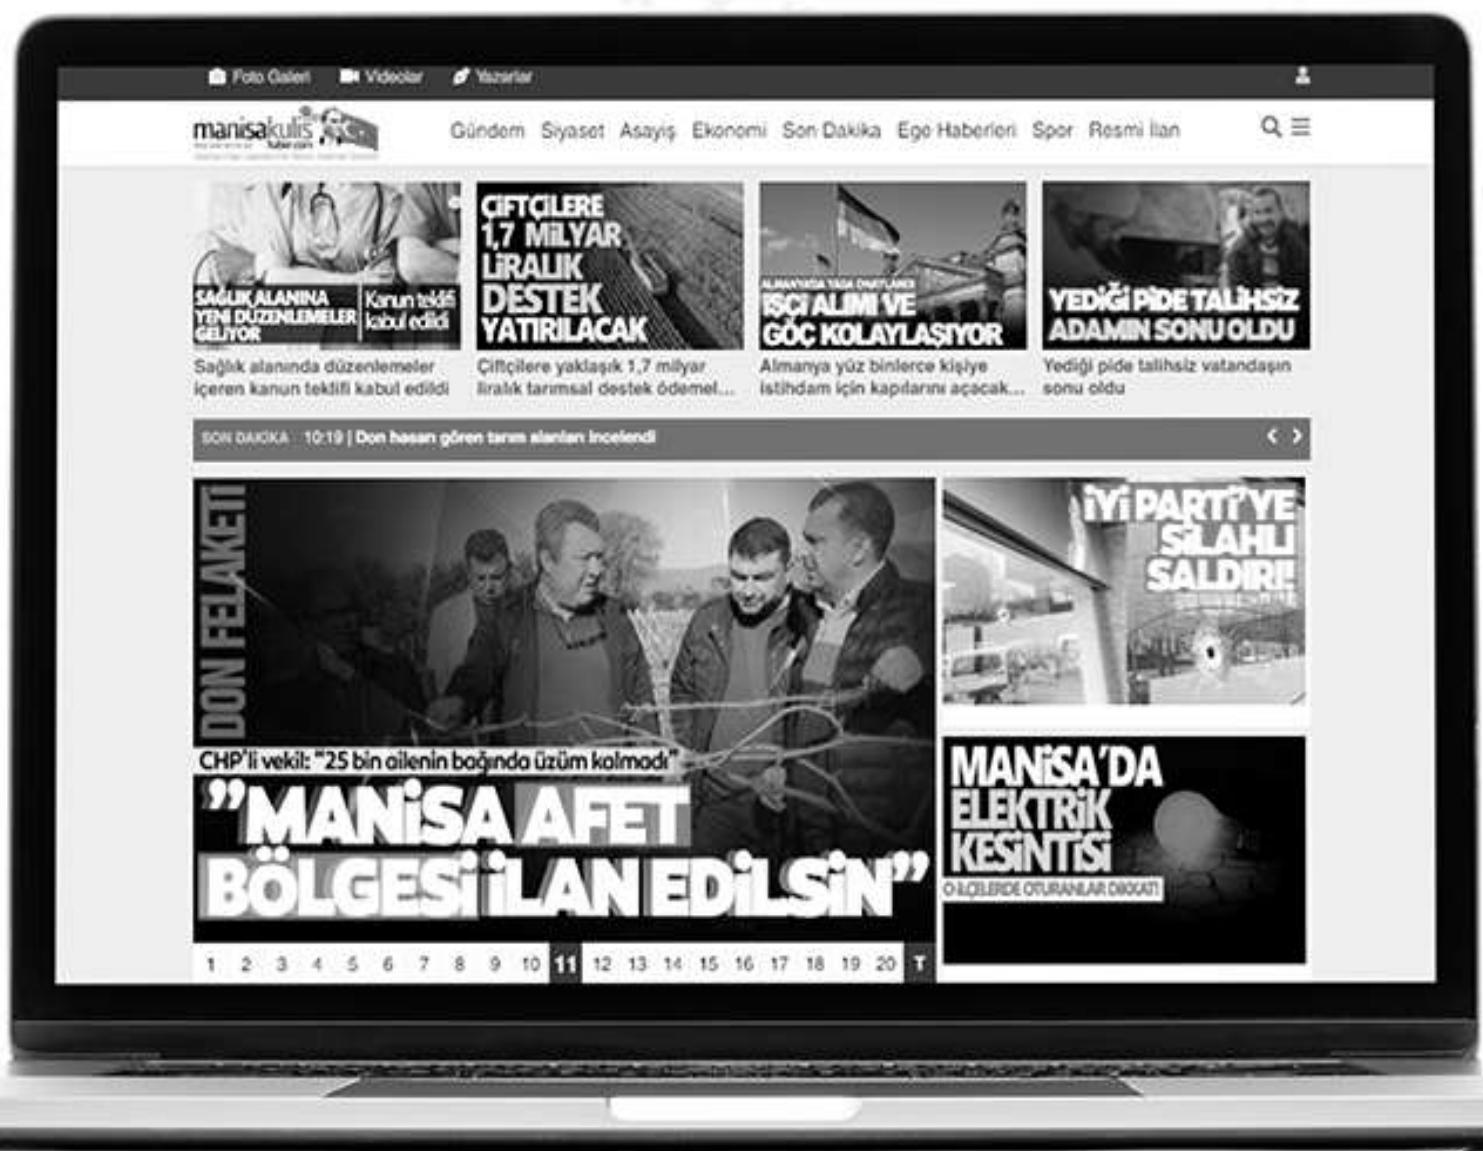 Foto Galeri Videolar Yazarlar
manisakulis
haber.com
Gündem Siyaset Asayiş Ekonomi Son Dakika Ege Haberleri Spor Resmi İlan
SAĞLIK ALANINA
YENİ DÜZENLEMELER
GELİYOR
Kanun teklifi
kabul edildi
Sağlık alanında düzenlemeler
içeren kanun teklifi kabul edildi
ÇİFTÇİLERE
1,7 MİLYAR
LİRALIK
DESTEK
YATIRILACAK
Çiftçilere yaklaşık 1,7 milyar
liralık tarımsal destek ödemel...
ALMANYA'DA YASA ONAYLANDI
İŞÇİ ALIMI VE
GÖÇ KOLAYLAŞIYOR
Almanya yüz binlerce kişiye
istihdam için kapılarını açacak...
YEDİĞİ PİDE TALİHSİZ
ADAMIN SONU OLDU
Yediği pide talihsiz vatandaşın
sonu oldu
SON DAKİKA 10:19 | Don hasarı gören tarım alanları incelendi
DON FELAKETİ
CHP'li vekil: "25 bin ailenin bağında üzüm kalmadı"
"MANİSA AFET
BÖLGESİ İLAN EDİLSİN"
1 2 3 4 5 6 7 8 9 10 11 12 13 14 15 16 17 18 19 20 T
İYİ PARTİ'YE
SİLAHLI
SALDIRI!
MANİSA'DA
ELEKTRİK
KESİNTİSİ
O İLÇELERDE OTURANLAR DİKKAT!